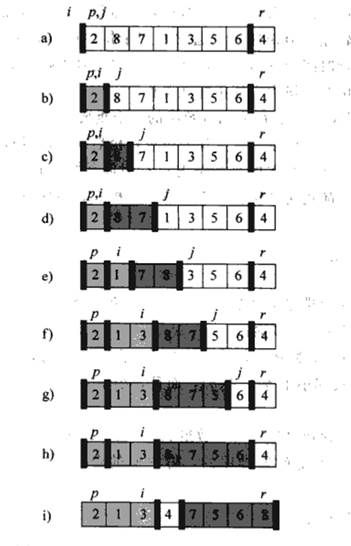 i p,j r
a) 2 8 7 1 3 5 6 4
p,i j r
b) 2 8 7 1 3 5 6 4
p,i j r
c) 2 7 1 3 5 6 4
p,i j r
d) 2 8 7 1 3 5 6 4
p i j r
e) 2 1 7 8 3 5 6 4
p i j r
f) 2 1 3 8 7 5 6 4
p i j r
g) 2 1 3 8 7 5 6 4
p i r
h) 2 1 3 8 7 5 6 4
p i r
i) 2 1 3 4 7 5 6 8